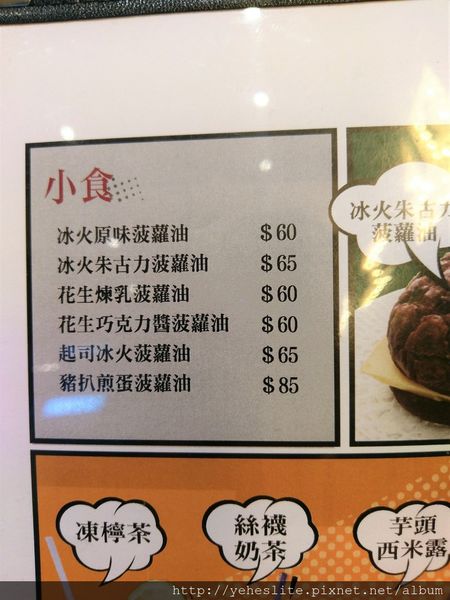 小食
冰火原味菠蘿油 $60
冰火朱古力菠蘿油 $65
花生煉乳菠蘿油 $60
花生巧克力醬菠蘿油 $60
起司冰火菠蘿油 $65
豬扒煎蛋菠蘿油 $85
冰火朱古力
菠蘿油
凍檸茶
絲襪
奶茶
芋頭
西米露
http://yeheslite.pixnet.net/album